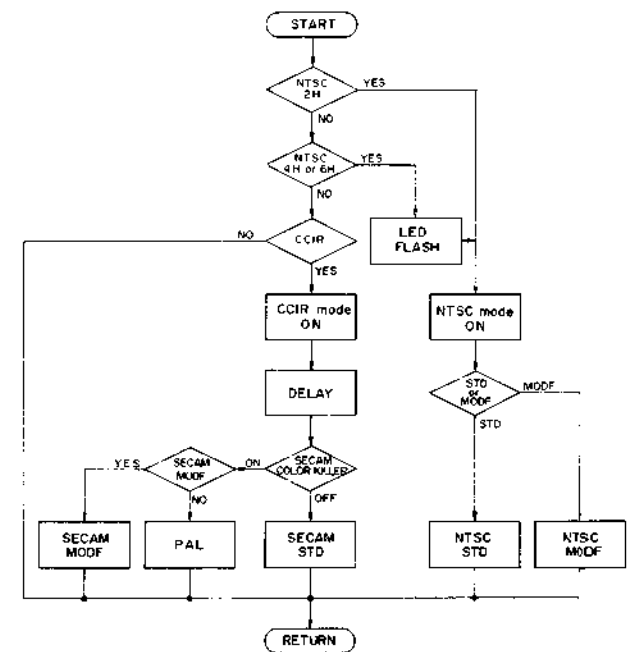 START
NTSC
2H
YES
NO
NTSC
4H or 6H
YES
NO
NO
CCIR
LED
FLASH
YES
CCIR mode
ON
NTSC mode
ON
DELAY
STD
or
MODF
MODF
STD
YES
SECAM
MODF
ON
SECAM
COLOR KILLER
NO
OFF
SECAM
MODF
PAL
SECAM
STD
NTSC
STD
NTSC
MODF
RETURN